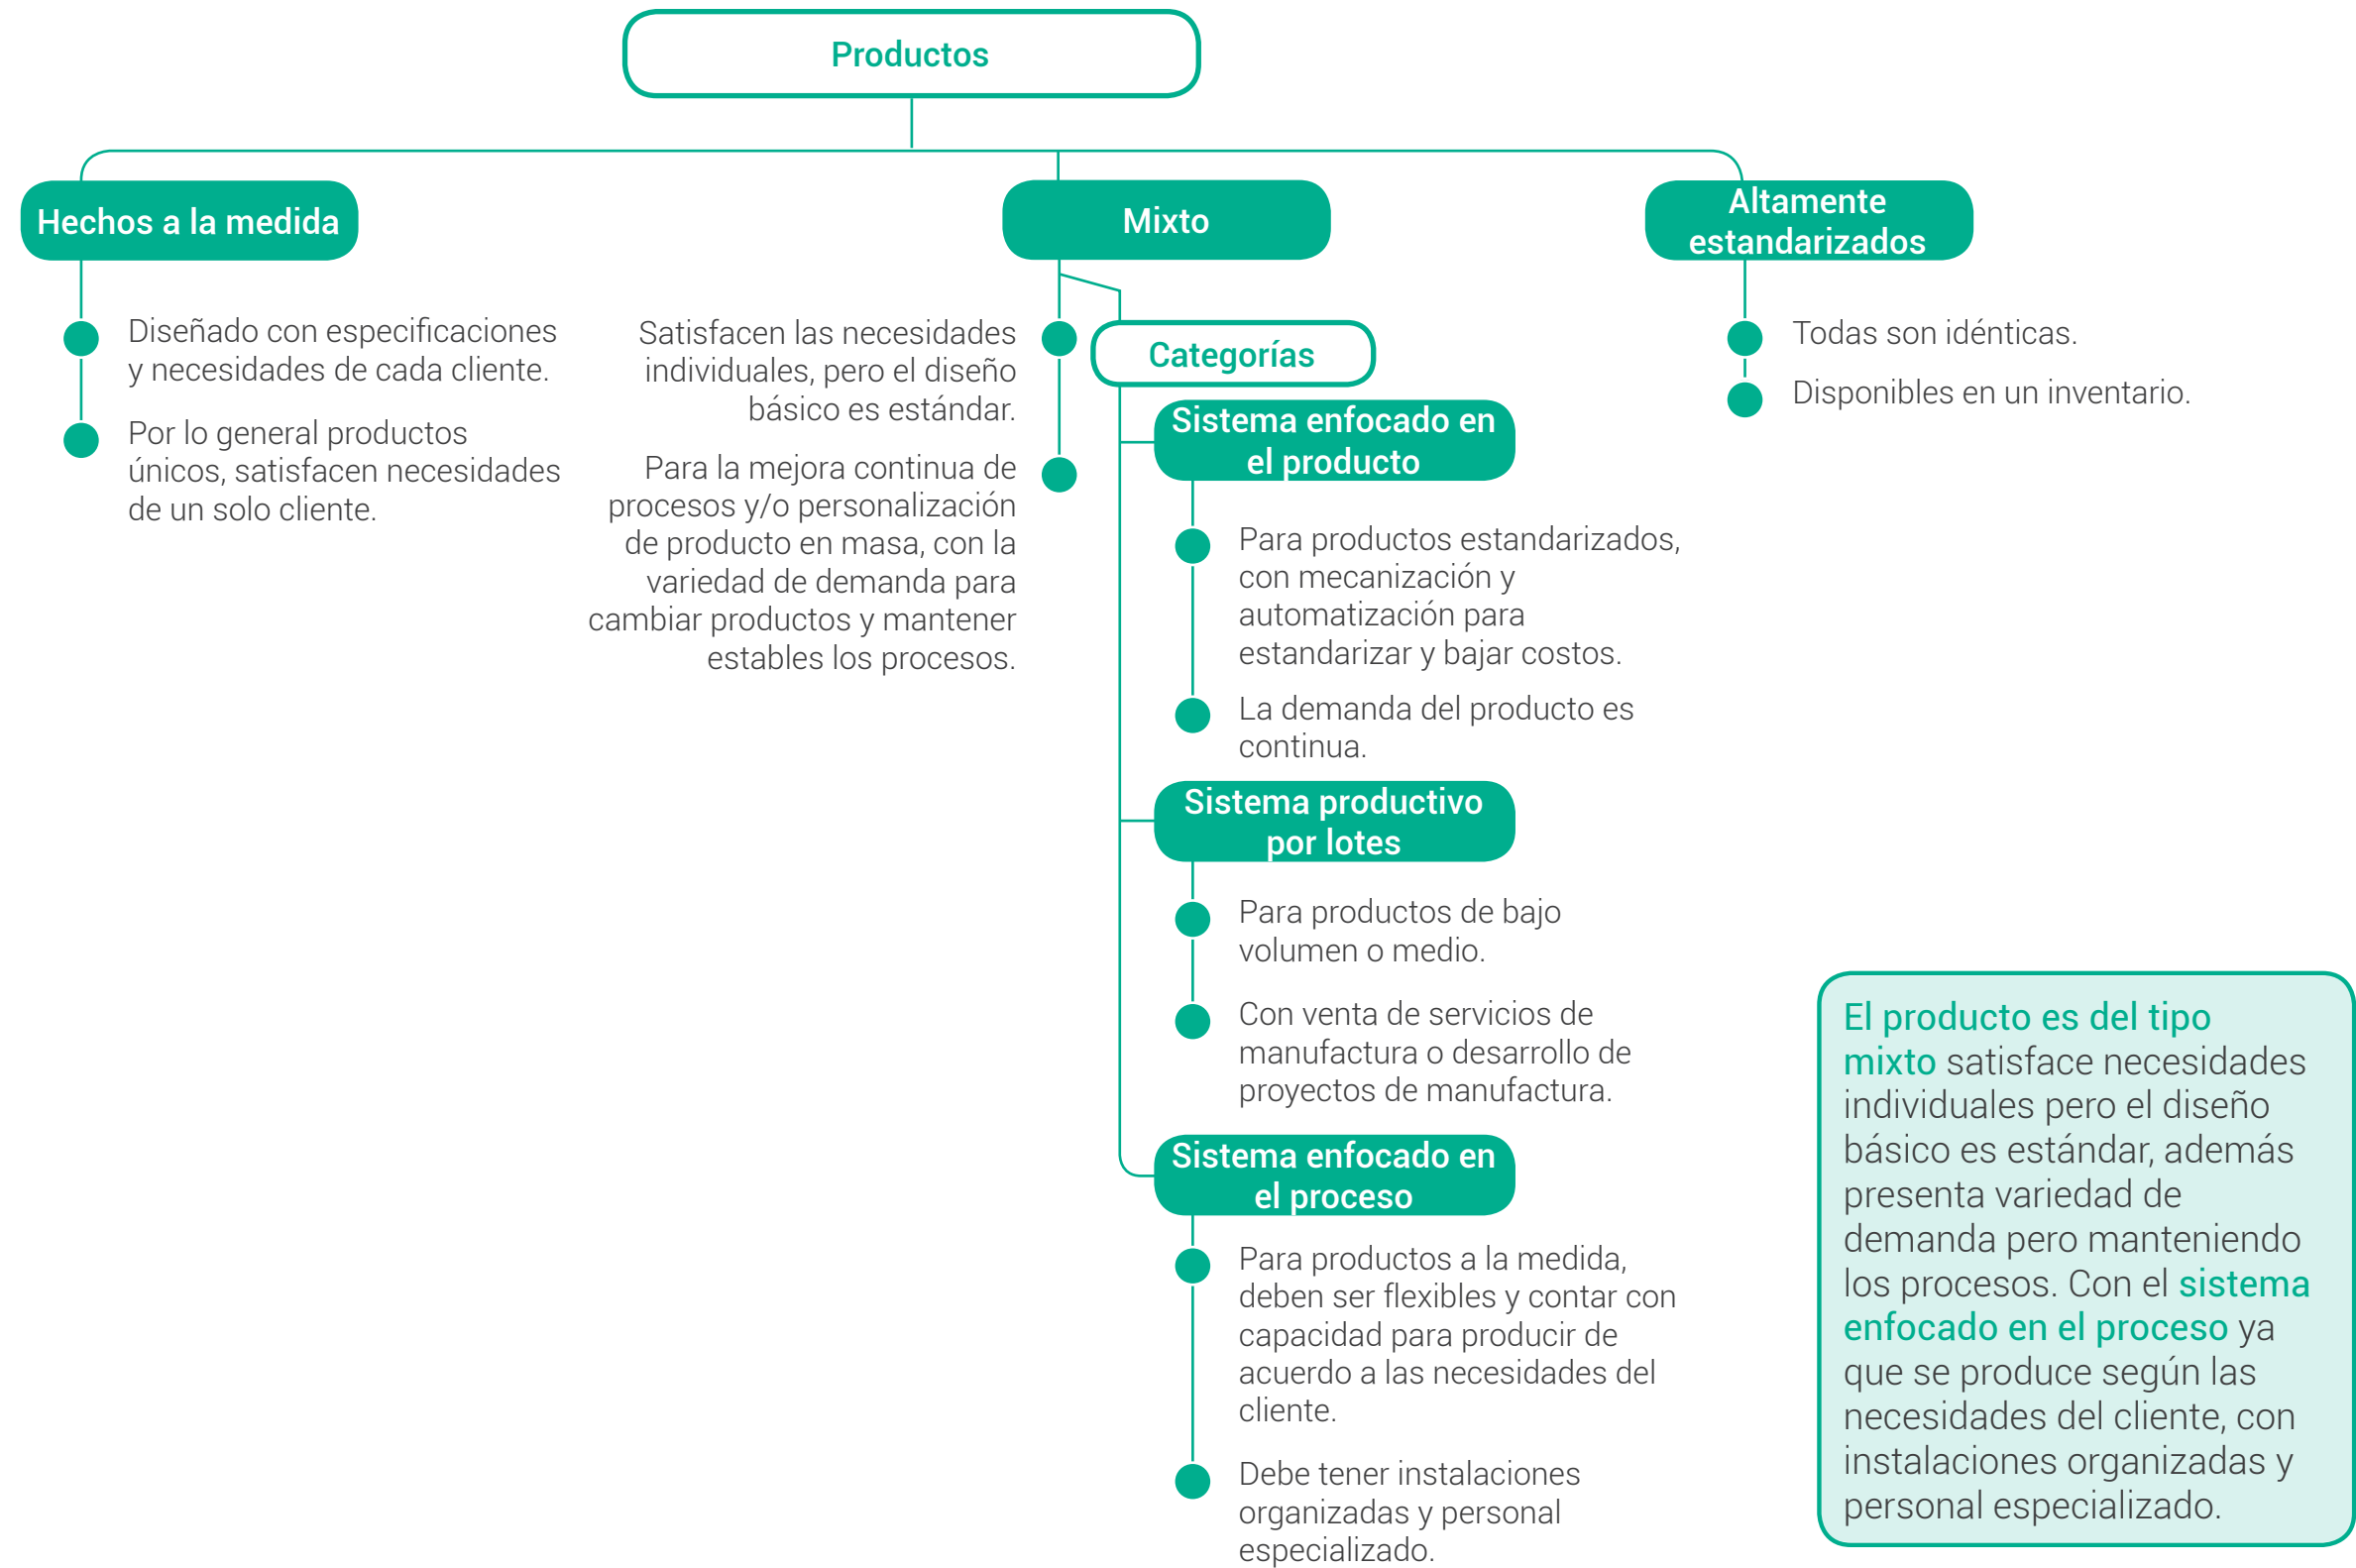 Productos
Hechos a la medida
Diseñado con especificaciones
y necesidades de cada cliente.
Por lo general productos
únicos, satisfacen necesidades
de un solo cliente.
Mixto
Satisfacen las necesidades
individuales, pero el diseño
básico es estándar.
Para la mejora continua de
procesos y/o personalización
de producto en masa, con la
variedad de demanda para
cambiar productos y mantener
estables los procesos.
Categorías
Sistema enfocado en
el producto
Para productos estandarizados,
con mecanización y
automatización para
estandarizar y bajar costos.
La demanda del producto es
continua.
Sistema productivo
por lotes
Para productos de bajo
volumen o medio.
Con venta de servicios de
manufactura o desarrollo de
proyectos de manufactura.
Sistema enfocado en
el proceso
Para productos a la medida,
deben ser flexibles y contar con
capacidad para producir de
acuerdo a las necesidades del
cliente.
Debe tener instalaciones
organizadas y personal
especializado.
Altamente
estandarizados
Todas son idénticas.
Disponibles en un inventario.
El producto es del tipo
mixto satisface necesidades
individuales pero el diseño
básico es estándar, además
presenta variedad de
demanda pero manteniendo
los procesos. Con el sistema
enfocado en el proceso ya
que se produce según las
necesidades del cliente, con
instalaciones organizadas y
personal especializado.